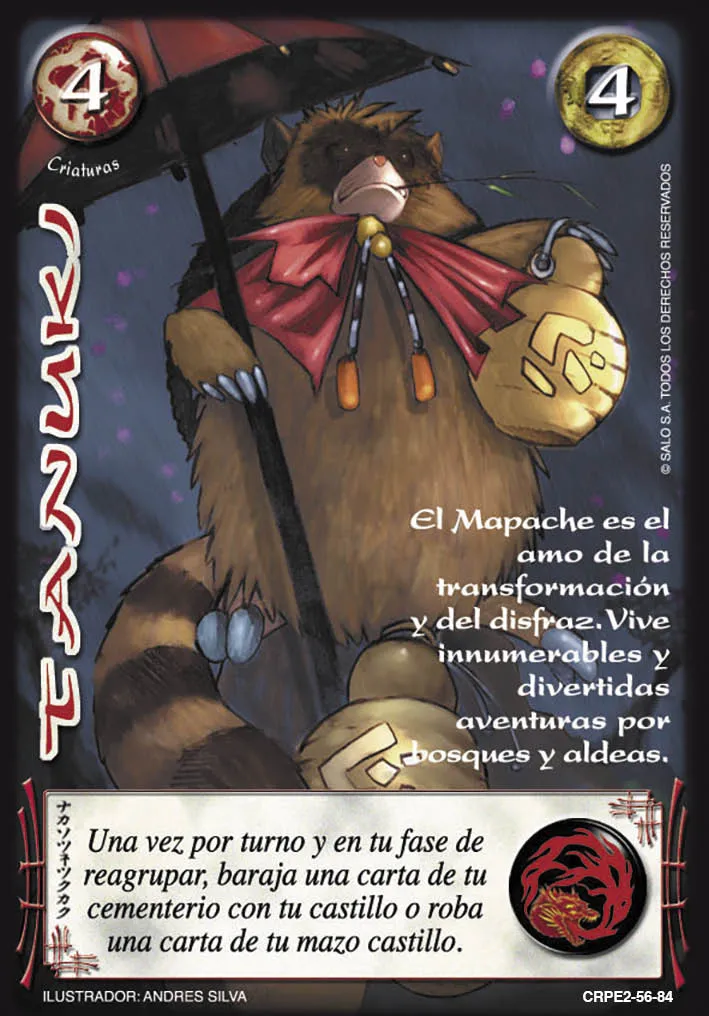 4
4
Criaturas
TANUKI
© SALO S.A. TODOS LOS DERECHOS RESERVADOS
El Mapache es el
amo de la
transformación
y del disfraz. Vive
innumerables y
divertidas
aventuras por
bosques y aldeas.
ナカソツネツクカク
Una vez por turno y en tu fase de
reagrupar, baraja una carta de tu
cementerio con tu castillo o roba
una carta de tu mazo castillo.
ILUSTRADOR: ANDRES SILVA
CRPE2-56-84